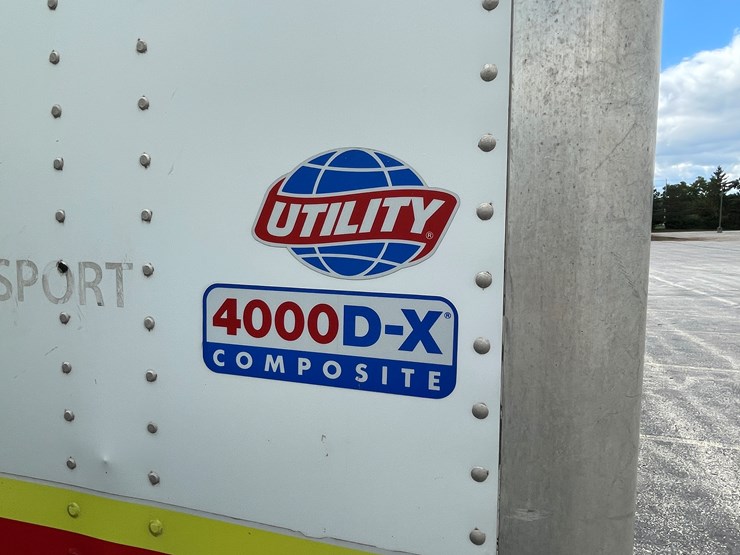 UTILITY®
SPORT
4000D-X®
COMPOSITE